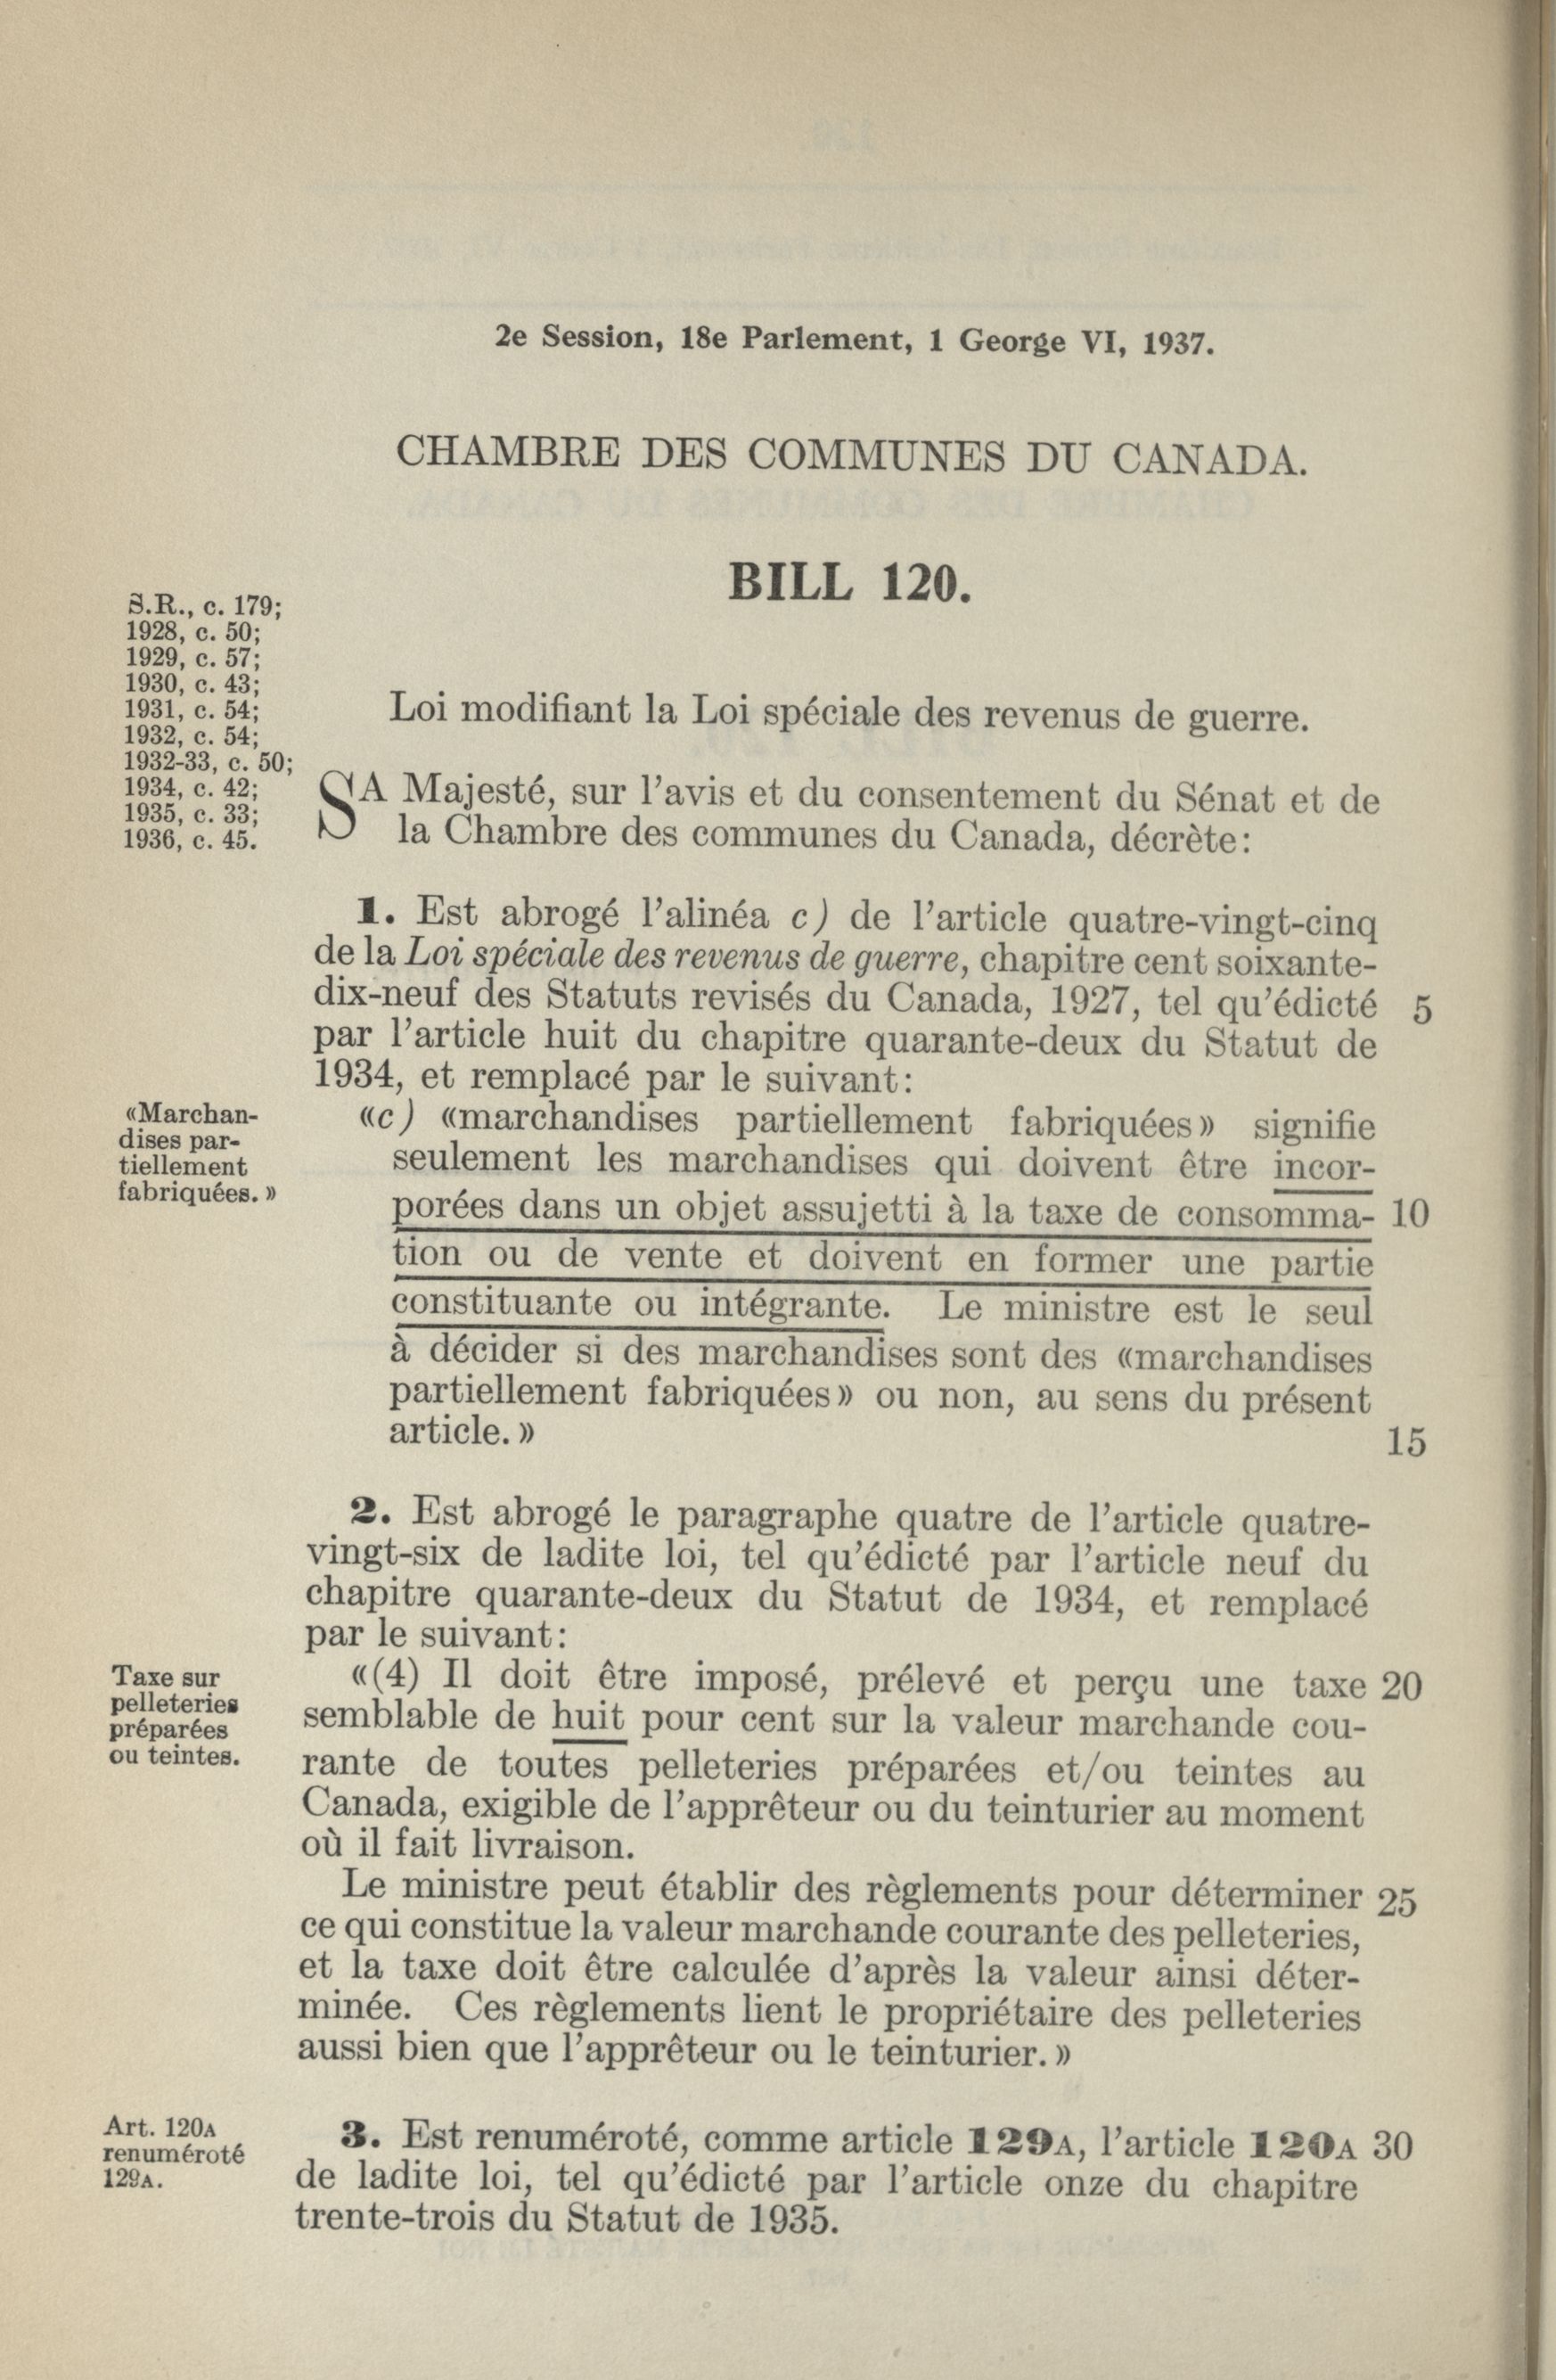 2e Session, 18e Parlement, 1 George VI, 1937.
CHAMBRE DES COMMUNES DU CANADA.
BILL 120.
S.R., c. 179;
1928, c. 50;
1929, c. 57;
1930, c. 43;
1931, c. 54;
1932, c. 54;
1932-33, c. 50;
1934, c. 42;
1935, c. 33;
1936, c. 45.
Loi modifiant la Loi spéciale des revenus de guerre.
SA Majesté, sur l'avis et du consentement du Sénat et de
la Chambre des communes du Canada, décrète:
1. Est abrogé l'alinéa c) de l'article quatre-vingt-cinq
de la Loi spéciale des revenus de guerre, chapitre cent soixante-
dix-neuf des Statuts revisés du Canada, 1927, tel qu'édicté 5
par l'article huit du chapitre quarante-deux du Statut de
1934, et remplacé par le suivant:
«Marchan-
dises par-
tiellement
fabriquées.»
«c) «marchandises partiellement fabriquées» signifie
seulement les marchandises qui doivent être incor-
porées dans un objet assujetti à la taxe de consomma- 10
tion ou de vente et doivent en former une partie
constituante ou intégrante. Le ministre est le seul
à décider si des marchandises sont des «marchandises
partiellement fabriquées» ou non, au sens du présent
article.» 15
2. Est abrogé le paragraphe quatre de l'article quatre-
vingt-six de ladite loi, tel qu'édicté par l'article neuf du
chapitre quarante-deux du Statut de 1934, et remplacé
par le suivant:
Taxe sur
pelleteries
préparées
ou teintes.
«(4) Il doit être imposé, prélevé et perçu une taxe 20
semblable de huit pour cent sur la valeur marchande cou-
rante de toutes pelleteries préparées et/ou teintes au
Canada, exigible de l'apprêteur ou du teinturier au moment
où il fait livraison.
Le ministre peut établir des règlements pour déterminer 25
ce qui constitue la valeur marchande courante des pelleteries,
et la taxe doit être calculée d'après la valeur ainsi déter-
minée. Ces règlements lient le propriétaire des pelleteries
aussi bien que l'apprêteur ou le teinturier.»
Art. 120A
renuméroté
129A.
3. Est renuméroté, comme article 129A, l'article 120A 30
de ladite loi, tel qu'édicté par l'article onze du chapitre
trente-trois du Statut de 1935.